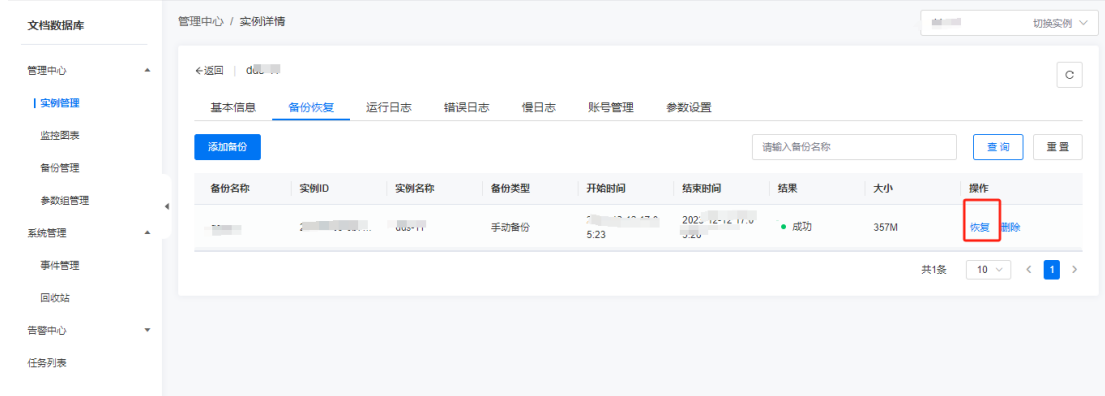 文档数据库
管理中心 / 实例详情
切换实例
管理中心
←返回
实例管理
基本信息 备份恢复 运行日志 错误日志 慢日志 账号管理 参数设置
监控图表
添加备份 请输入备份名称 查询 重置
备份管理
备份名称 实例ID 实例名称 备份类型 开始时间 结束时间 结果 大小 操作
参数组管理
手动备份 5:23 成功 357M 恢复 删除
系统管理
事件管理
共1条 10 < 1 >
回收站
告警中心
任务列表